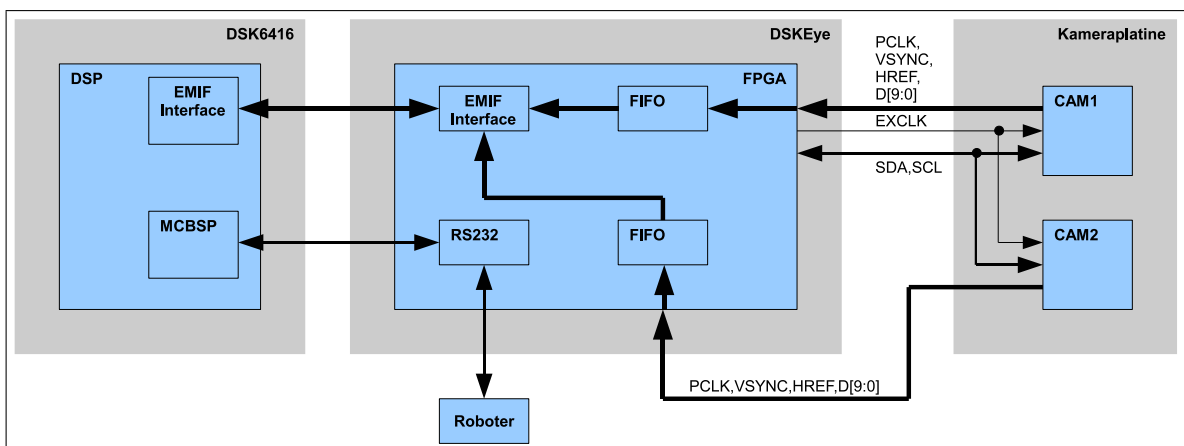 DSK6416
DSKEye
Kameraplatine
DSP
EMIF
Interface
MCBSP
FPGA
EMIF
Interface
FIFO
RS232
FIFO
PCLK,
VSYNC,
HREF,
D[9:0]
EXCLK
SDA,SCL
CAM1
CAM2
PCLK,VSYNC,HREF,D[9:0]
Roboter